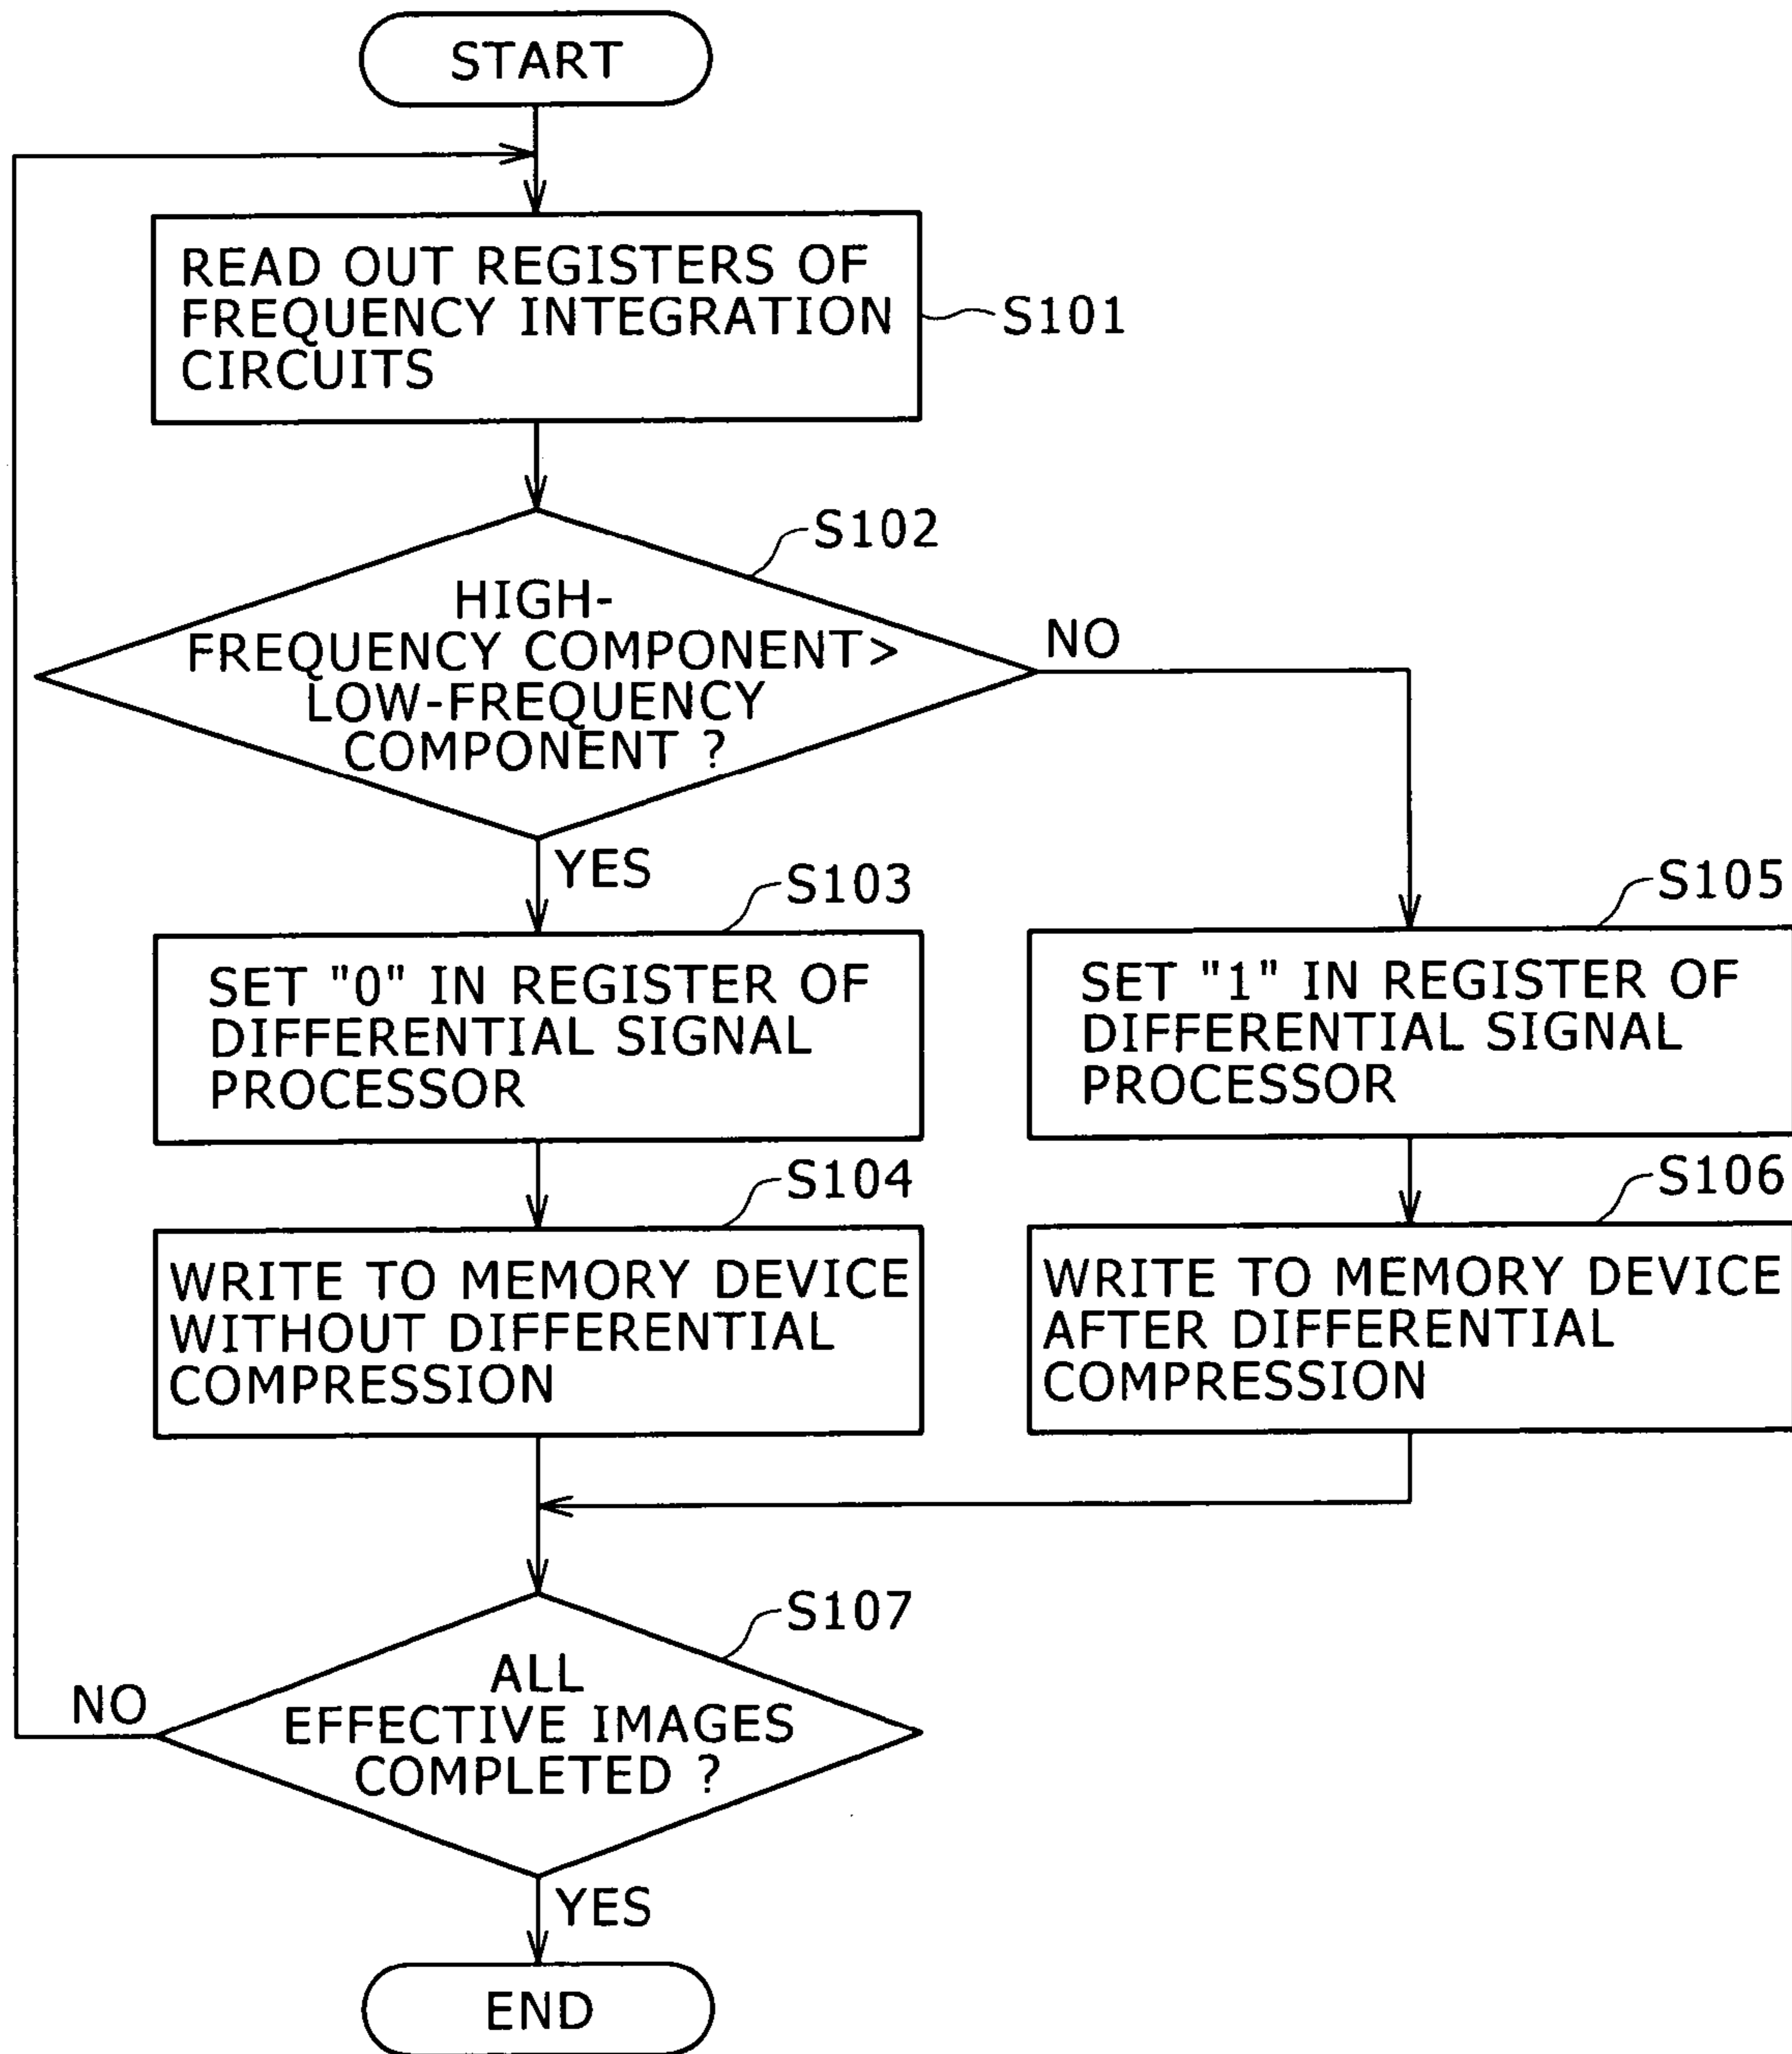 START
READ OUT REGISTERS OF
FREQUENCY INTEGRATION
CIRCUITS
S101
S102
HIGH-
FREQUENCY COMPONENT>
LOW-FREQUENCY
COMPONENT ?
NO
YES
S103
SET "0" IN REGISTER OF
DIFFERENTIAL SIGNAL
PROCESSOR
S105
SET "1" IN REGISTER OF
DIFFERENTIAL SIGNAL
PROCESSOR
S104
WRITE TO MEMORY DEVICE
WITHOUT DIFFERENTIAL
COMPRESSION
S106
WRITE TO MEMORY DEVICE
AFTER DIFFERENTIAL
COMPRESSION
S107
ALL
EFFECTIVE IMAGES
COMPLETED ?
NO
YES
END